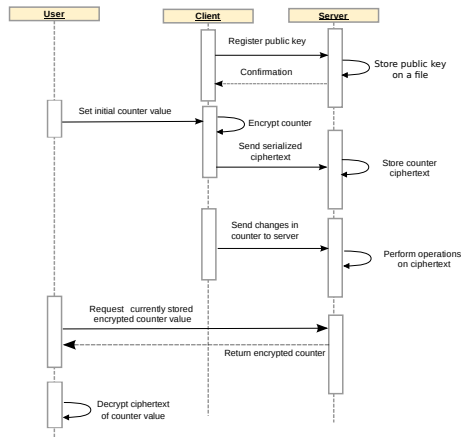 User
Client
Server
Register public key
Store public key
on a file
Confirmation
Set initial counter value
Encrypt counter
Send serialized
ciphertext
Store counter
ciphertext
Send changes in
counter to server
Perform operations
on ciphertext
Request currently stored
encrypted counter value
Return encrypted counter
Decrypt ciphertext
of counter value